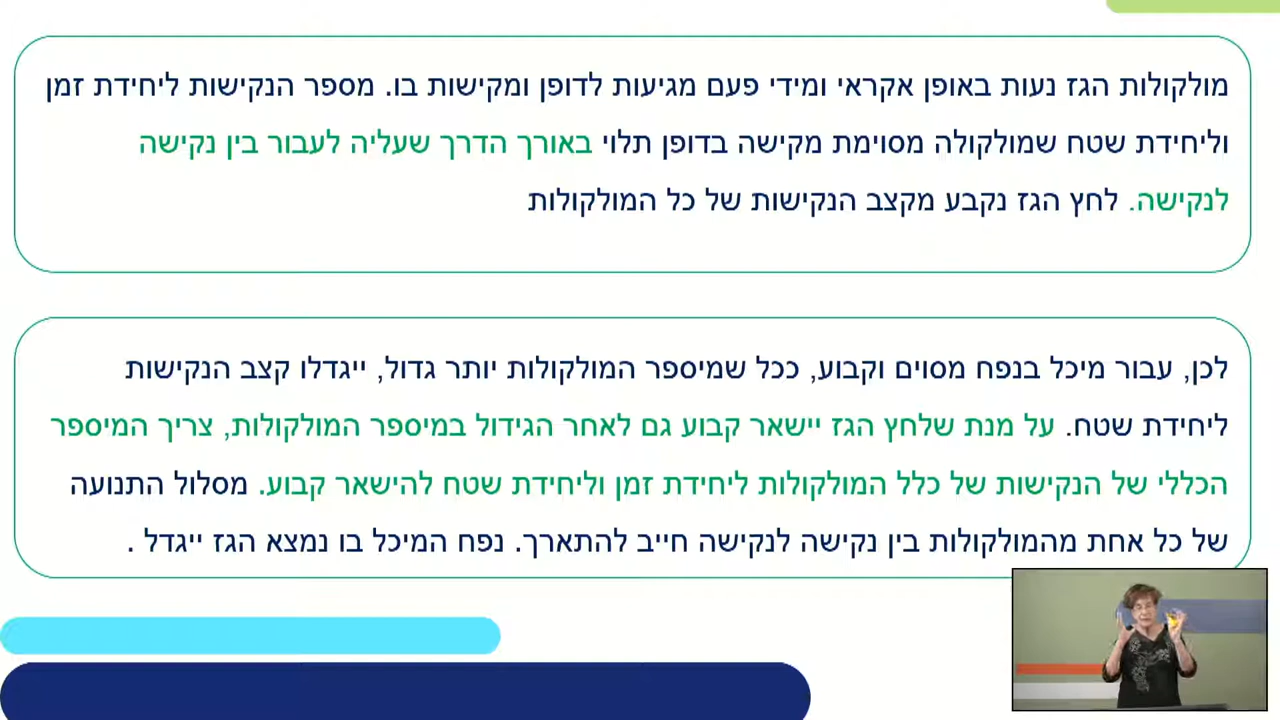 מולקולות הגז נעות באופן אקראי ומידי פעם מגיעות לדופן ומקישות בו. מספר הנקישות ליחידת זמן
וליחידת שטח שמולקולה מסוימת מקישה בדופן תלוי באורך הדרך שעליה לעבור בין נקישה
לנקישה. לחץ הגז נקבע מקצב הנקישות של כל המולקולות
לכן, עבור מיכל בנפח מסוים וקבוע, ככל שמיספר המולקולות יותר גדול, ייגדלו קצב הנקישות
ליחידת שטח. על מנת שלחץ הגז יישאר קבוע גם לאחר הגידול במיספר המולקולות, צריך המיספר
הכללי של הנקישות של כלל המולקולות ליחידת זמן וליחידת שטח להישאר קבוע. מסלול התנועה
של כל אחת מהמולקולות בין נקישה לנקישה חייב להתארך. נפח המיכל בו נמצא הגז ייגדל .